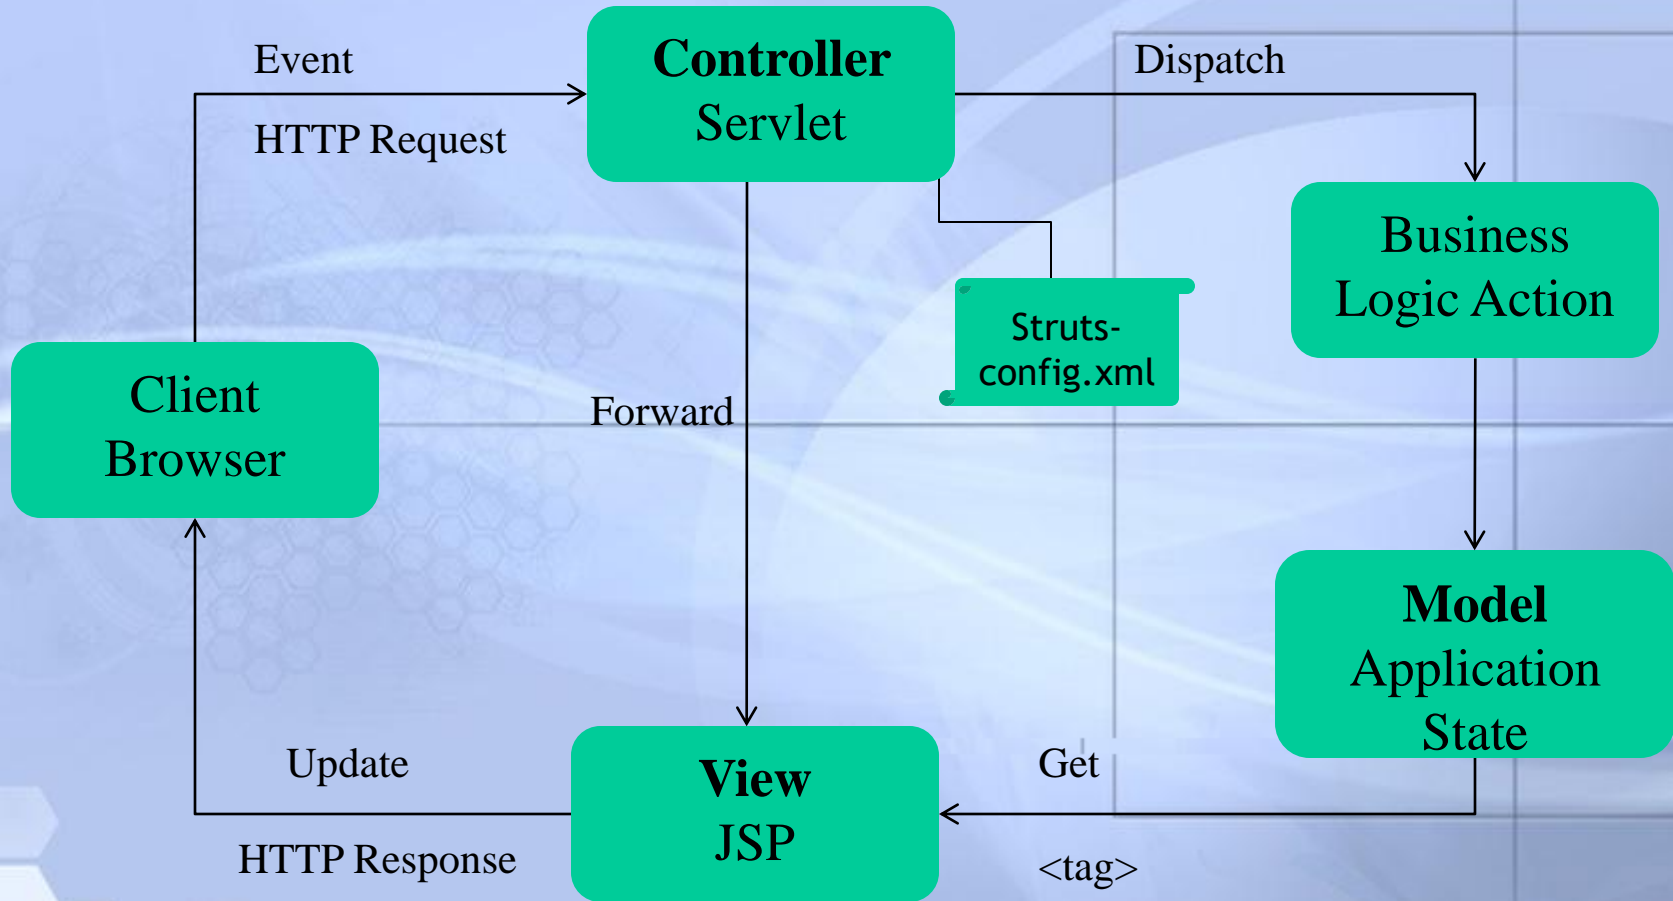 Event
HTTP Request
Controller
Servlet
Dispatch
Business
Logic Action
Struts-
config.xml
Client
Browser
Forward
Model
Application
State
Update
HTTP Response
View
JSP
Get
<tag>